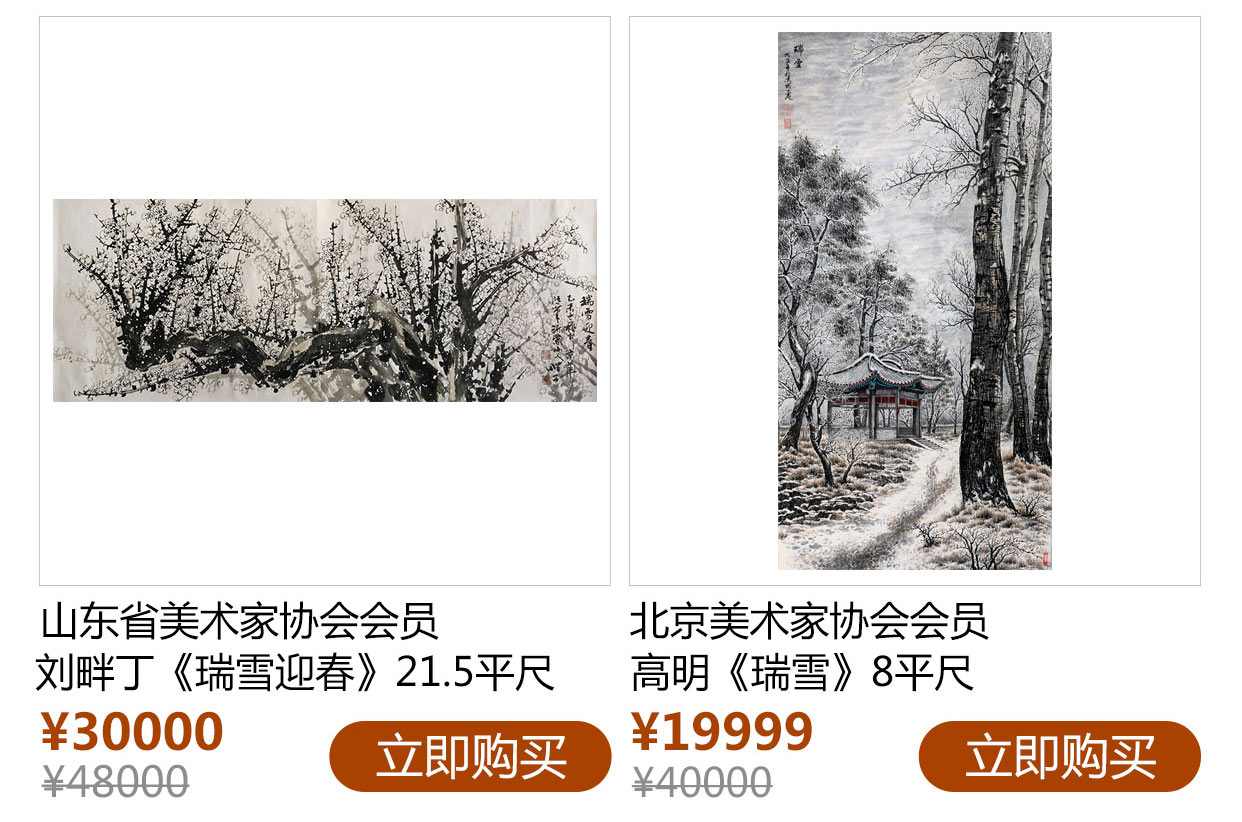 瑞雪迎春
瑞雪
山东省美术家协会会员
刘畔丁《瑞雪迎春》21.5平尺
¥30000
¥48000
立即购买
北京美术家协会会员
高明《瑞雪》8平尺
¥19999
¥40000
立即购买